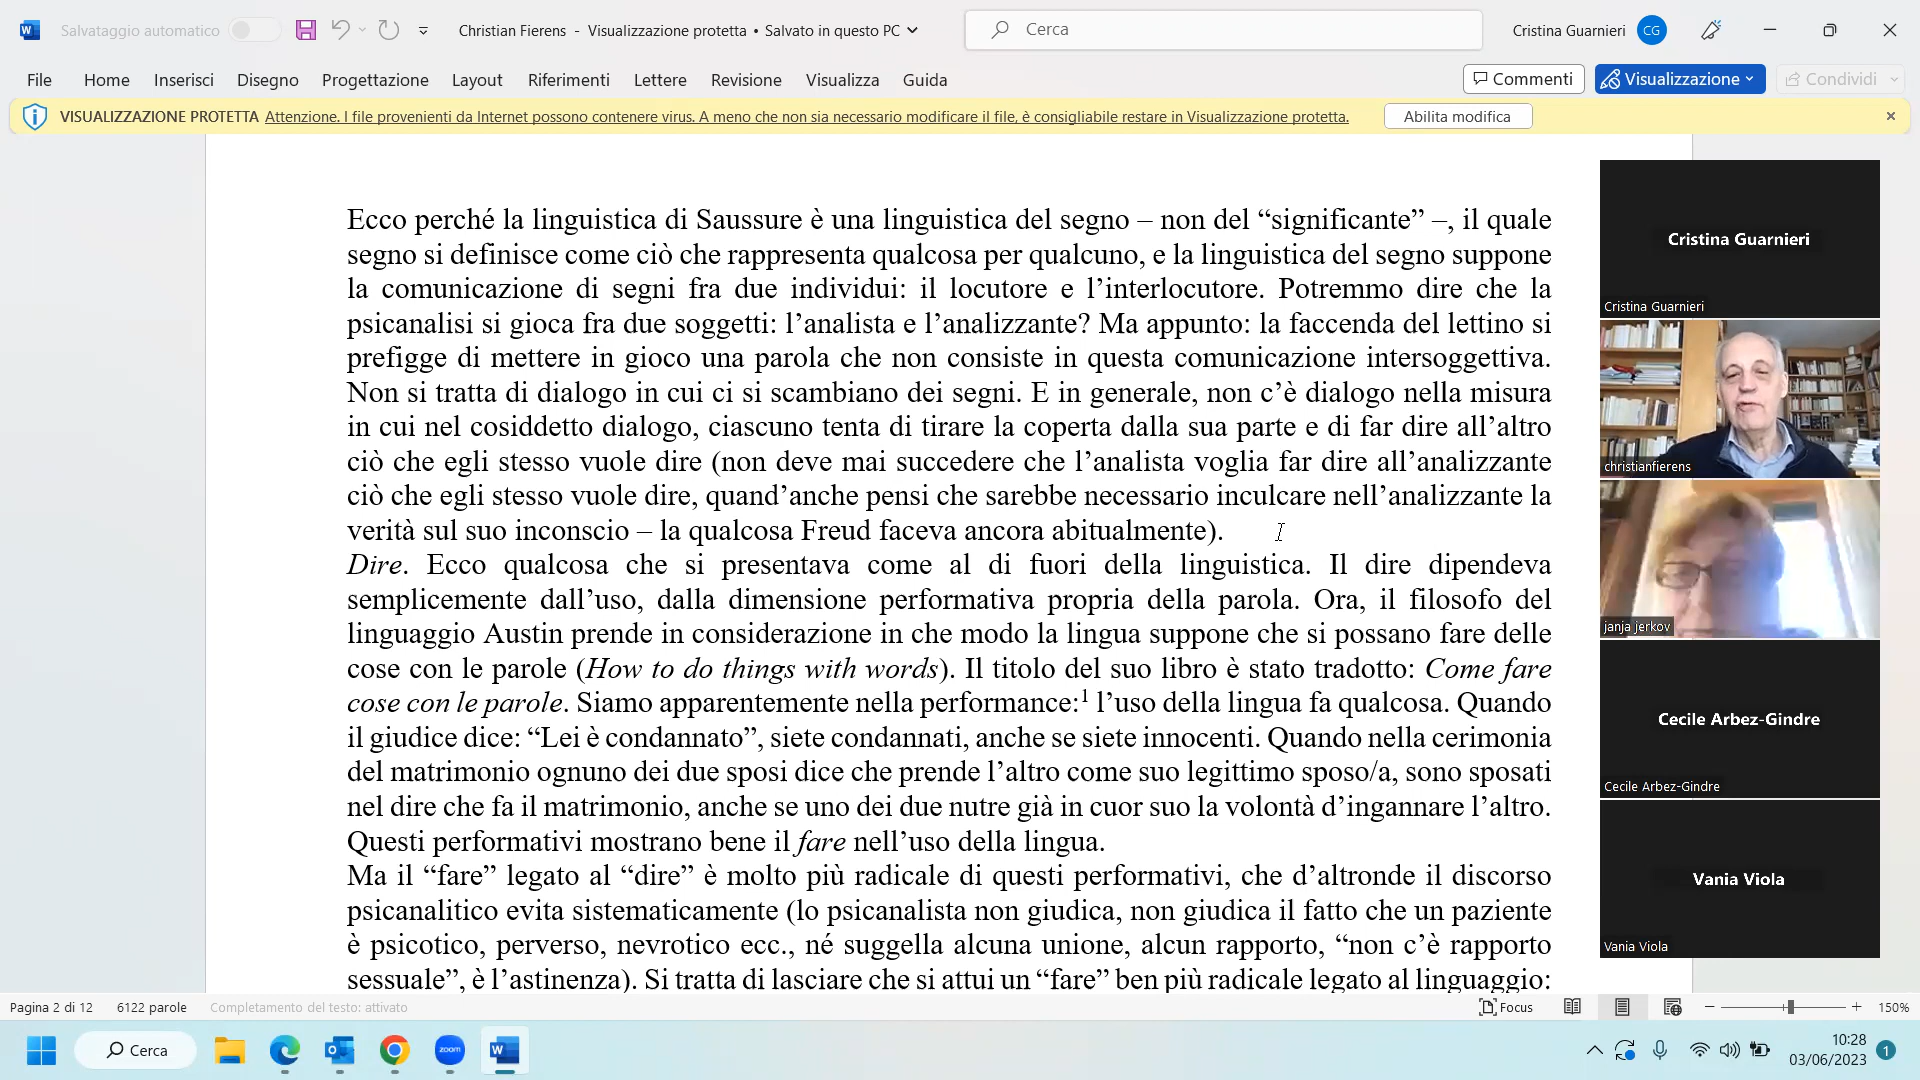 Salvataggio automatico
Christian Fierens - Visualizzazione protetta • Salvato in questo PC
Cerca
Cristina Guarnieri
CG
File
Home
Inserisci
Disegno
Progettazione
Layout
Riferimenti
Lettere
Revisione
Visualizza
Guida
Commenti
Visualizzazione
Condividi
VISUALIZZAZIONE PROTETTA Attenzione. I file provenienti da Internet possono contenere virus. A meno che non sia necessario modificare il file, è consigliabile restare in Visualizzazione protetta.
Abilita modifica
Ecco perché la linguistica di Saussure è una linguistica del segno – non del “significante” –, il quale
segno si definisce come ciò che rappresenta qualcosa per qualcuno, e la linguistica del segno suppone
la comunicazione di segni fra due individui: il locutore e l’interlocutore. Potremmo dire che la
psicanalisi si gioca fra due soggetti: l’analista e l’analizzante? Ma appunto: la faccenda del lettino si
prefigge di mettere in gioco una parola che non consiste in questa comunicazione intersoggettiva.
Non si tratta di dialogo in cui ci si scambiano dei segni. E in generale, non c’è dialogo nella misura
in cui nel cosiddetto dialogo, ciascuno tenta di tirare la coperta dalla sua parte e di far dire all’altro
ciò che egli stesso vuole dire (non deve mai succedere che l’analista voglia far dire all’analizzante
ciò che egli stesso vuole dire, quand’anche pensi che sarebbe necessario inculcare nell’analizzante la
verità sul suo inconscio – la qualcosa Freud faceva ancora abitualmente).
Dire. Ecco qualcosa che si presentava come al di fuori della linguistica. Il dire dipendeva
semplicemente dall’uso, dalla dimensione performativa propria della parola. Ora, il filosofo del
linguaggio Austin prende in considerazione in che modo la lingua suppone che si possano fare delle
cose con le parole (How to do things with words). Il titolo del suo libro è stato tradotto: Come fare
cose con le parole. Siamo apparentemente nella performance:1 l’uso della lingua fa qualcosa. Quando
il giudice dice: “Lei è condannato”, siete condannati, anche se siete innocenti. Quando nella cerimonia
del matrimonio ognuno dei due sposi dice che prende l’altro come suo legittimo sposo/a, sono sposati
nel dire che fa il matrimonio, anche se uno dei due nutre già in cuor suo la volontà d’ingannare l’altro.
Questi performativi mostrano bene il fare nell’uso della lingua.
Ma il “fare” legato al “dire” è molto più radicale di questi performativi, che d’altronde il discorso
psicanalitico evita sistematicamente (lo psicanalista non giudica, non giudica il fatto che un paziente
è psicotico, perverso, nevrotico ecc., né suggella alcuna unione, alcun rapporto, “non c’è rapporto
sessuale”, è l’astinenza). Si tratta di lasciare che si attui un “fare” ben più radicale legato al linguaggio:
Cristina Guarnieri
Cristina Guarnieri
christianfierens
janja jerkov
Cecile Arbez-Gindre
Cecile Arbez-Gindre
Vania Viola
Vania Viola
Pagina 2 di 12
6122 parole
Completamento del testo: attivato
Focus
150%
Cerca
zoom
10:28
03/06/2023
1